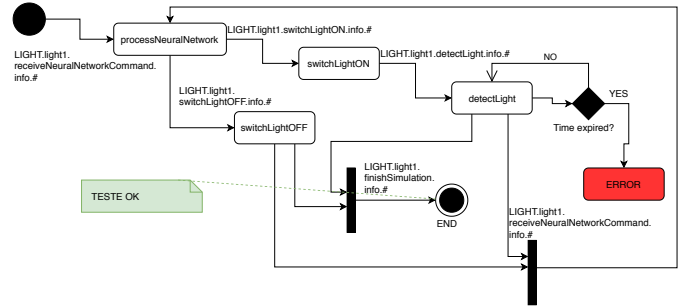 processNeuralNetwork
LIGHT.light1.switchLightON.info.#
LIGHT.light1.
receiveNeuralNetworkCommand.
info.#
switchLightON
LIGHT.light1.detectLight.info.#
NO
detectLight
YES
Time expired?
LIGHT.light1.
switchLightOFF.info.#
switchLightOFF
LIGHT.light1.
finishSimulation.
info.#
ERROR
TESTE OK
END
LIGHT.light1.
receiveNeuralNetworkCommand.
info.#